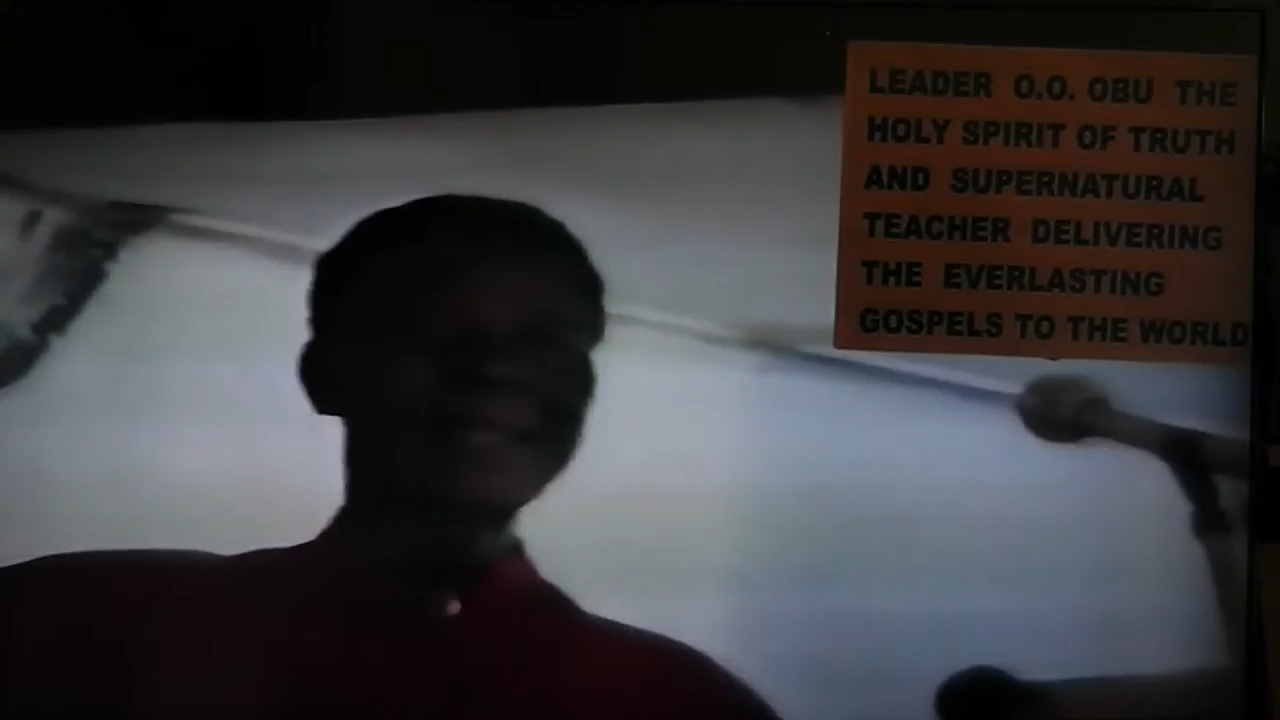 LEADER O.O. OBU THE
HOLY SPIRIT OF TRUTH
AND SUPERNATURAL
TEACHER DELIVERING
THE EVERLASTING
GOSPELS TO THE WORLD